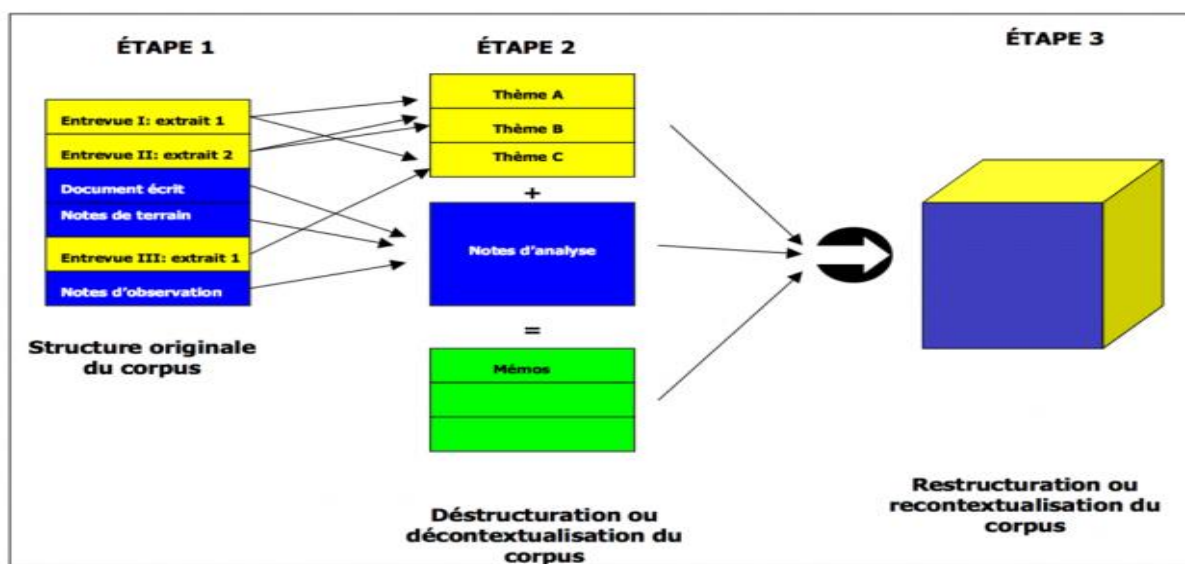 ÉTAPE 1
Entrevue I: extrait 1
Entrevue II: extrait 2
Document écrit
Notes de terrain
Entrevue III: extrait 1
Notes d'observation
Structure originale
du corpus
ÉTAPE 2
Thème A
Thème B
Thème C
+
Notes d'analyse
=
Mémos
Déstructuration ou
décontextualisation du
corpus
ÉTAPE 3
Restructuration ou
recontextualisation du
corpus